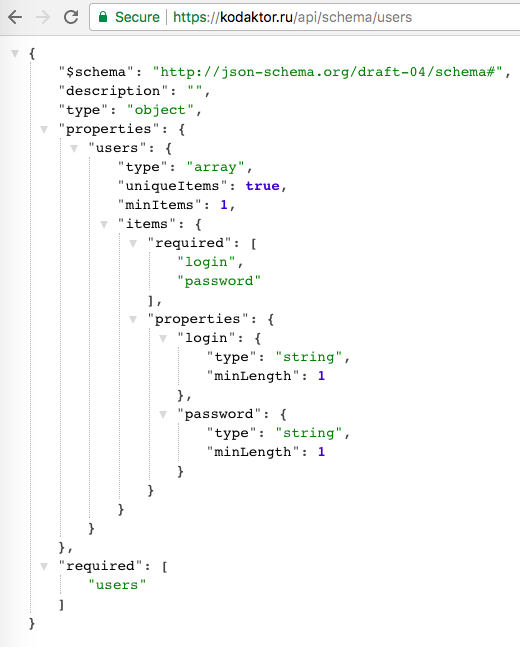 Secure | https://kodaktor.ru/api/schema/users
{
"$schema": "http://json-schema.org/draft-04/schema#",
"description": "",
"type": "object",
"properties": {
"users": {
"type": "array",
"uniqueItems": true,
"minItems": 1,
"items": {
"required": [
"login",
"password"
],
"properties": {
"login": {
"type": "string",
"minLength": 1
},
"password": {
"type": "string",
"minLength": 1
}
}
}
}
},
"required": [
"users"
]
}